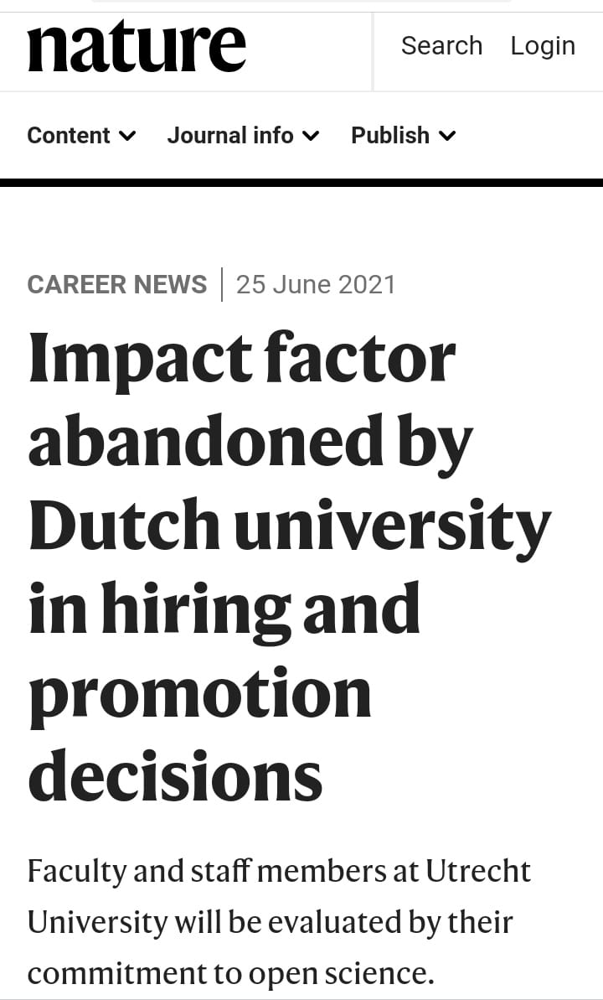 nature
Search Login
Content Journal info Publish
CAREER NEWS | 25 June 2021
Impact factor
abandoned by
Dutch university
in hiring and
promotion
decisions
Faculty and staff members at Utrecht
University will be evaluated by their
commitment to open science.